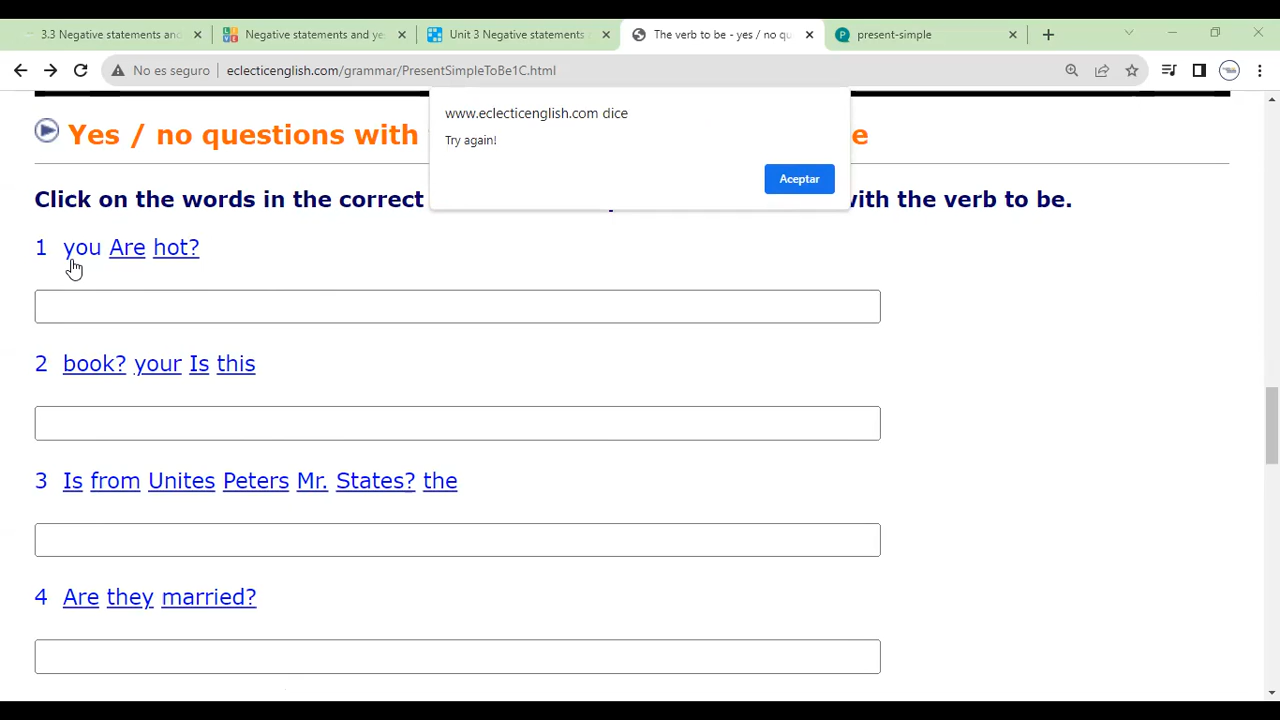 3.3 Negative statements and
Negative statements and ye
Unit 3 Negative statements
The verb to be - yes / no qu
present-simple
No es seguro
eclecticenglish.com/grammar/PresentSimpleToBe1C.html
www.eclecticenglish.com dice
Try again!
Aceptar
Yes / no questions with
Click on the words in the correct with the verb to be.
1 you Are hot?
2 book? your Is this
3 Is from Unites Peters Mr. States? the
4 Are they married?